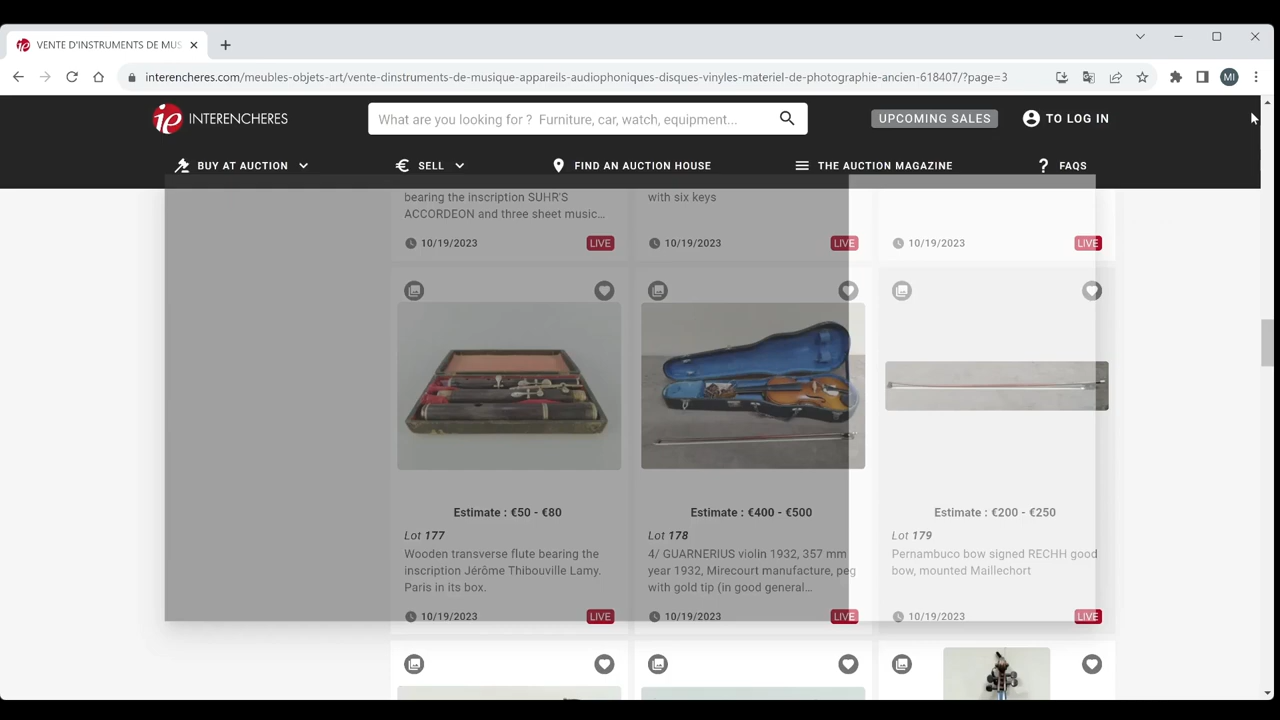 VENTE D'INSTRUMENTS DE MUS
interencheres.com/meubles-objets-art/vente-dinstruments-de-musique-appareils-audiophoniques-disques-vinyles-materiel-de-photographie-ancien-618407/?page=3
MI
ie INTERENCHERES
What are you looking for ? Furniture, car, watch, equipment...
UPCOMING SALES
TO LOG IN
BUY AT AUCTION
€ SELL
FIND AN AUCTION HOUSE
THE AUCTION MAGAZINE
? FAQS
bearing the inscription SUHR'S
ACCORDEON and three sheet music...
10/19/2023 LIVE
with six keys
10/19/2023 LIVE
10/19/2023 LIVE
Estimate : €50 - €80
Lot 177
Wooden transverse flute bearing the
inscription Jérôme Thibouville Lamy.
Paris in its box.
10/19/2023 LIVE
Estimate : €400 - €500
Lot 178
4/ GUARNERIUS violin 1932, 357 mm
year 1932, Mirecourt manufacture, peg
with gold tip (in good general...
10/19/2023 LIVE
Estimate : €200 - €250
Lot 179
Pernambuco bow signed RECHH good
bow, mounted Maillechort
10/19/2023 LIVE